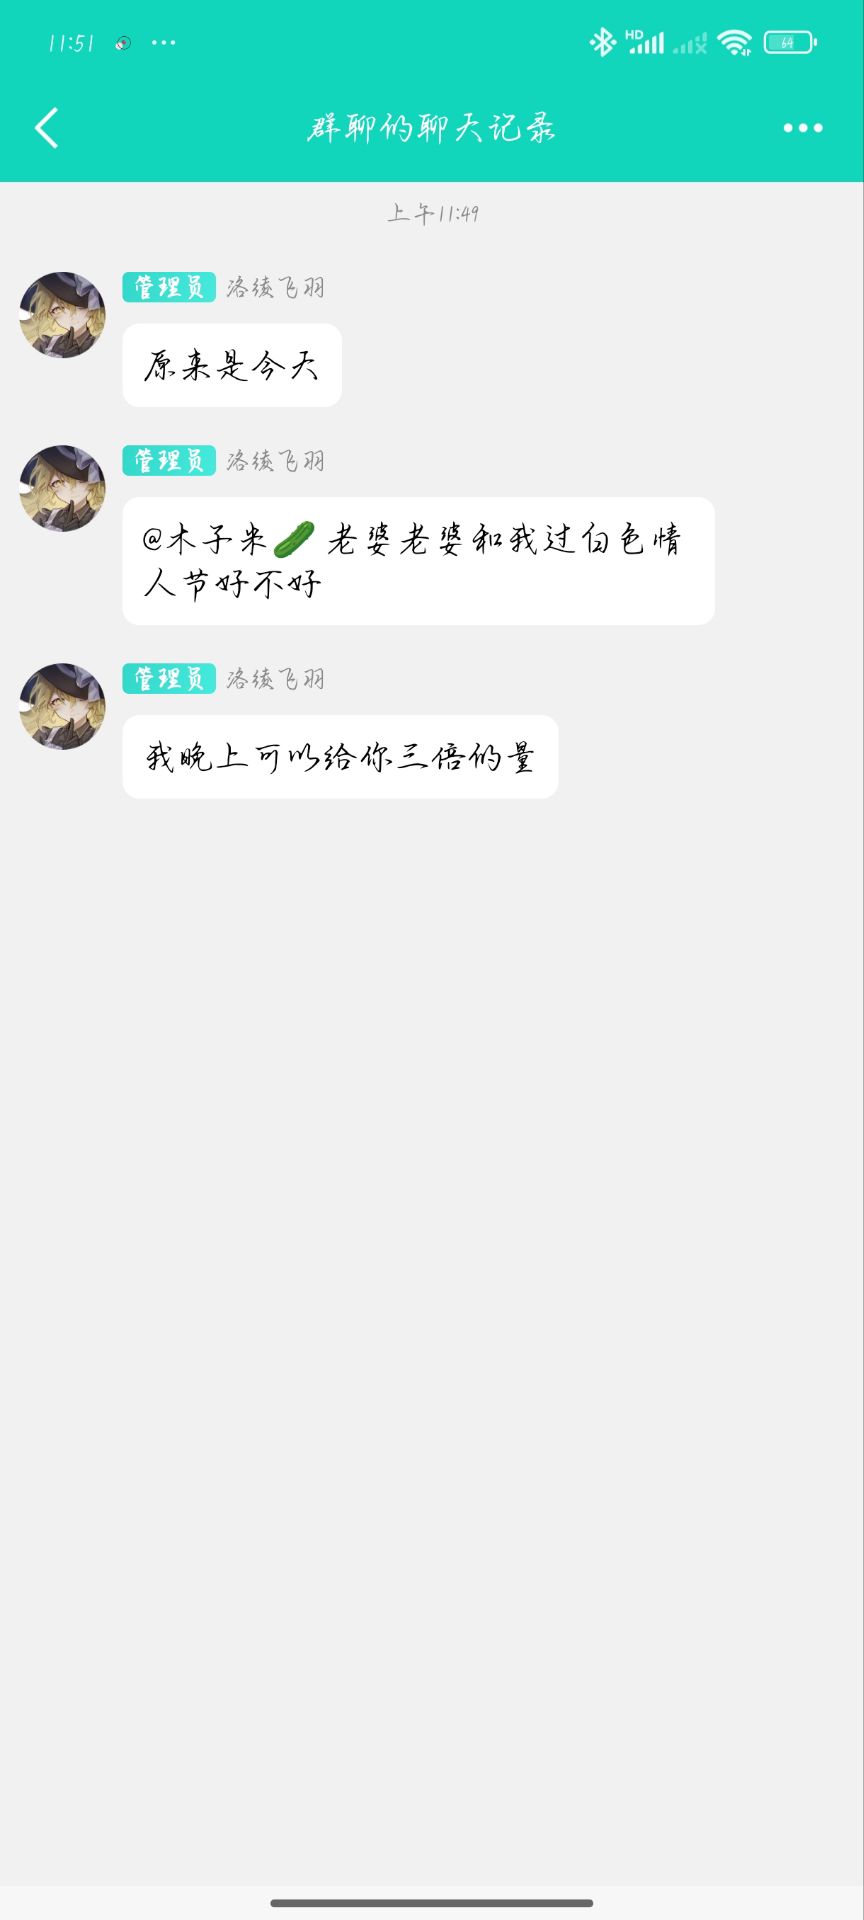 11:51
HD
64
群聊的聊天记录
上午11:49
管理员 洛绫飞羽
原来是今天
管理员 洛绫飞羽
@木子米🥒 老婆老婆和我过白色情
人节好不好
管理员 洛绫飞羽
我晚上可以给你三倍的量